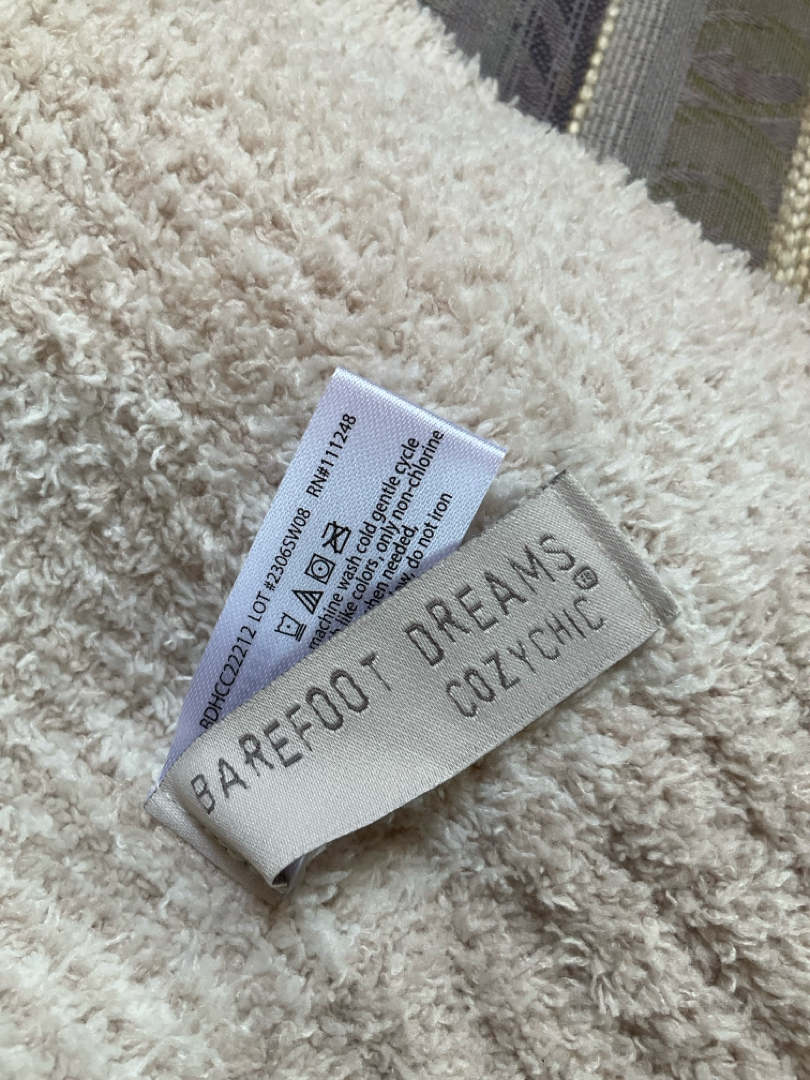 BDHCC22212 LOT #2306SW08 RN#111248
machine wash cold gentle cycle
like colors, only non-chlorine
when needed,
do not iron
BAREFOOT DREAMS®
COZYCHIC